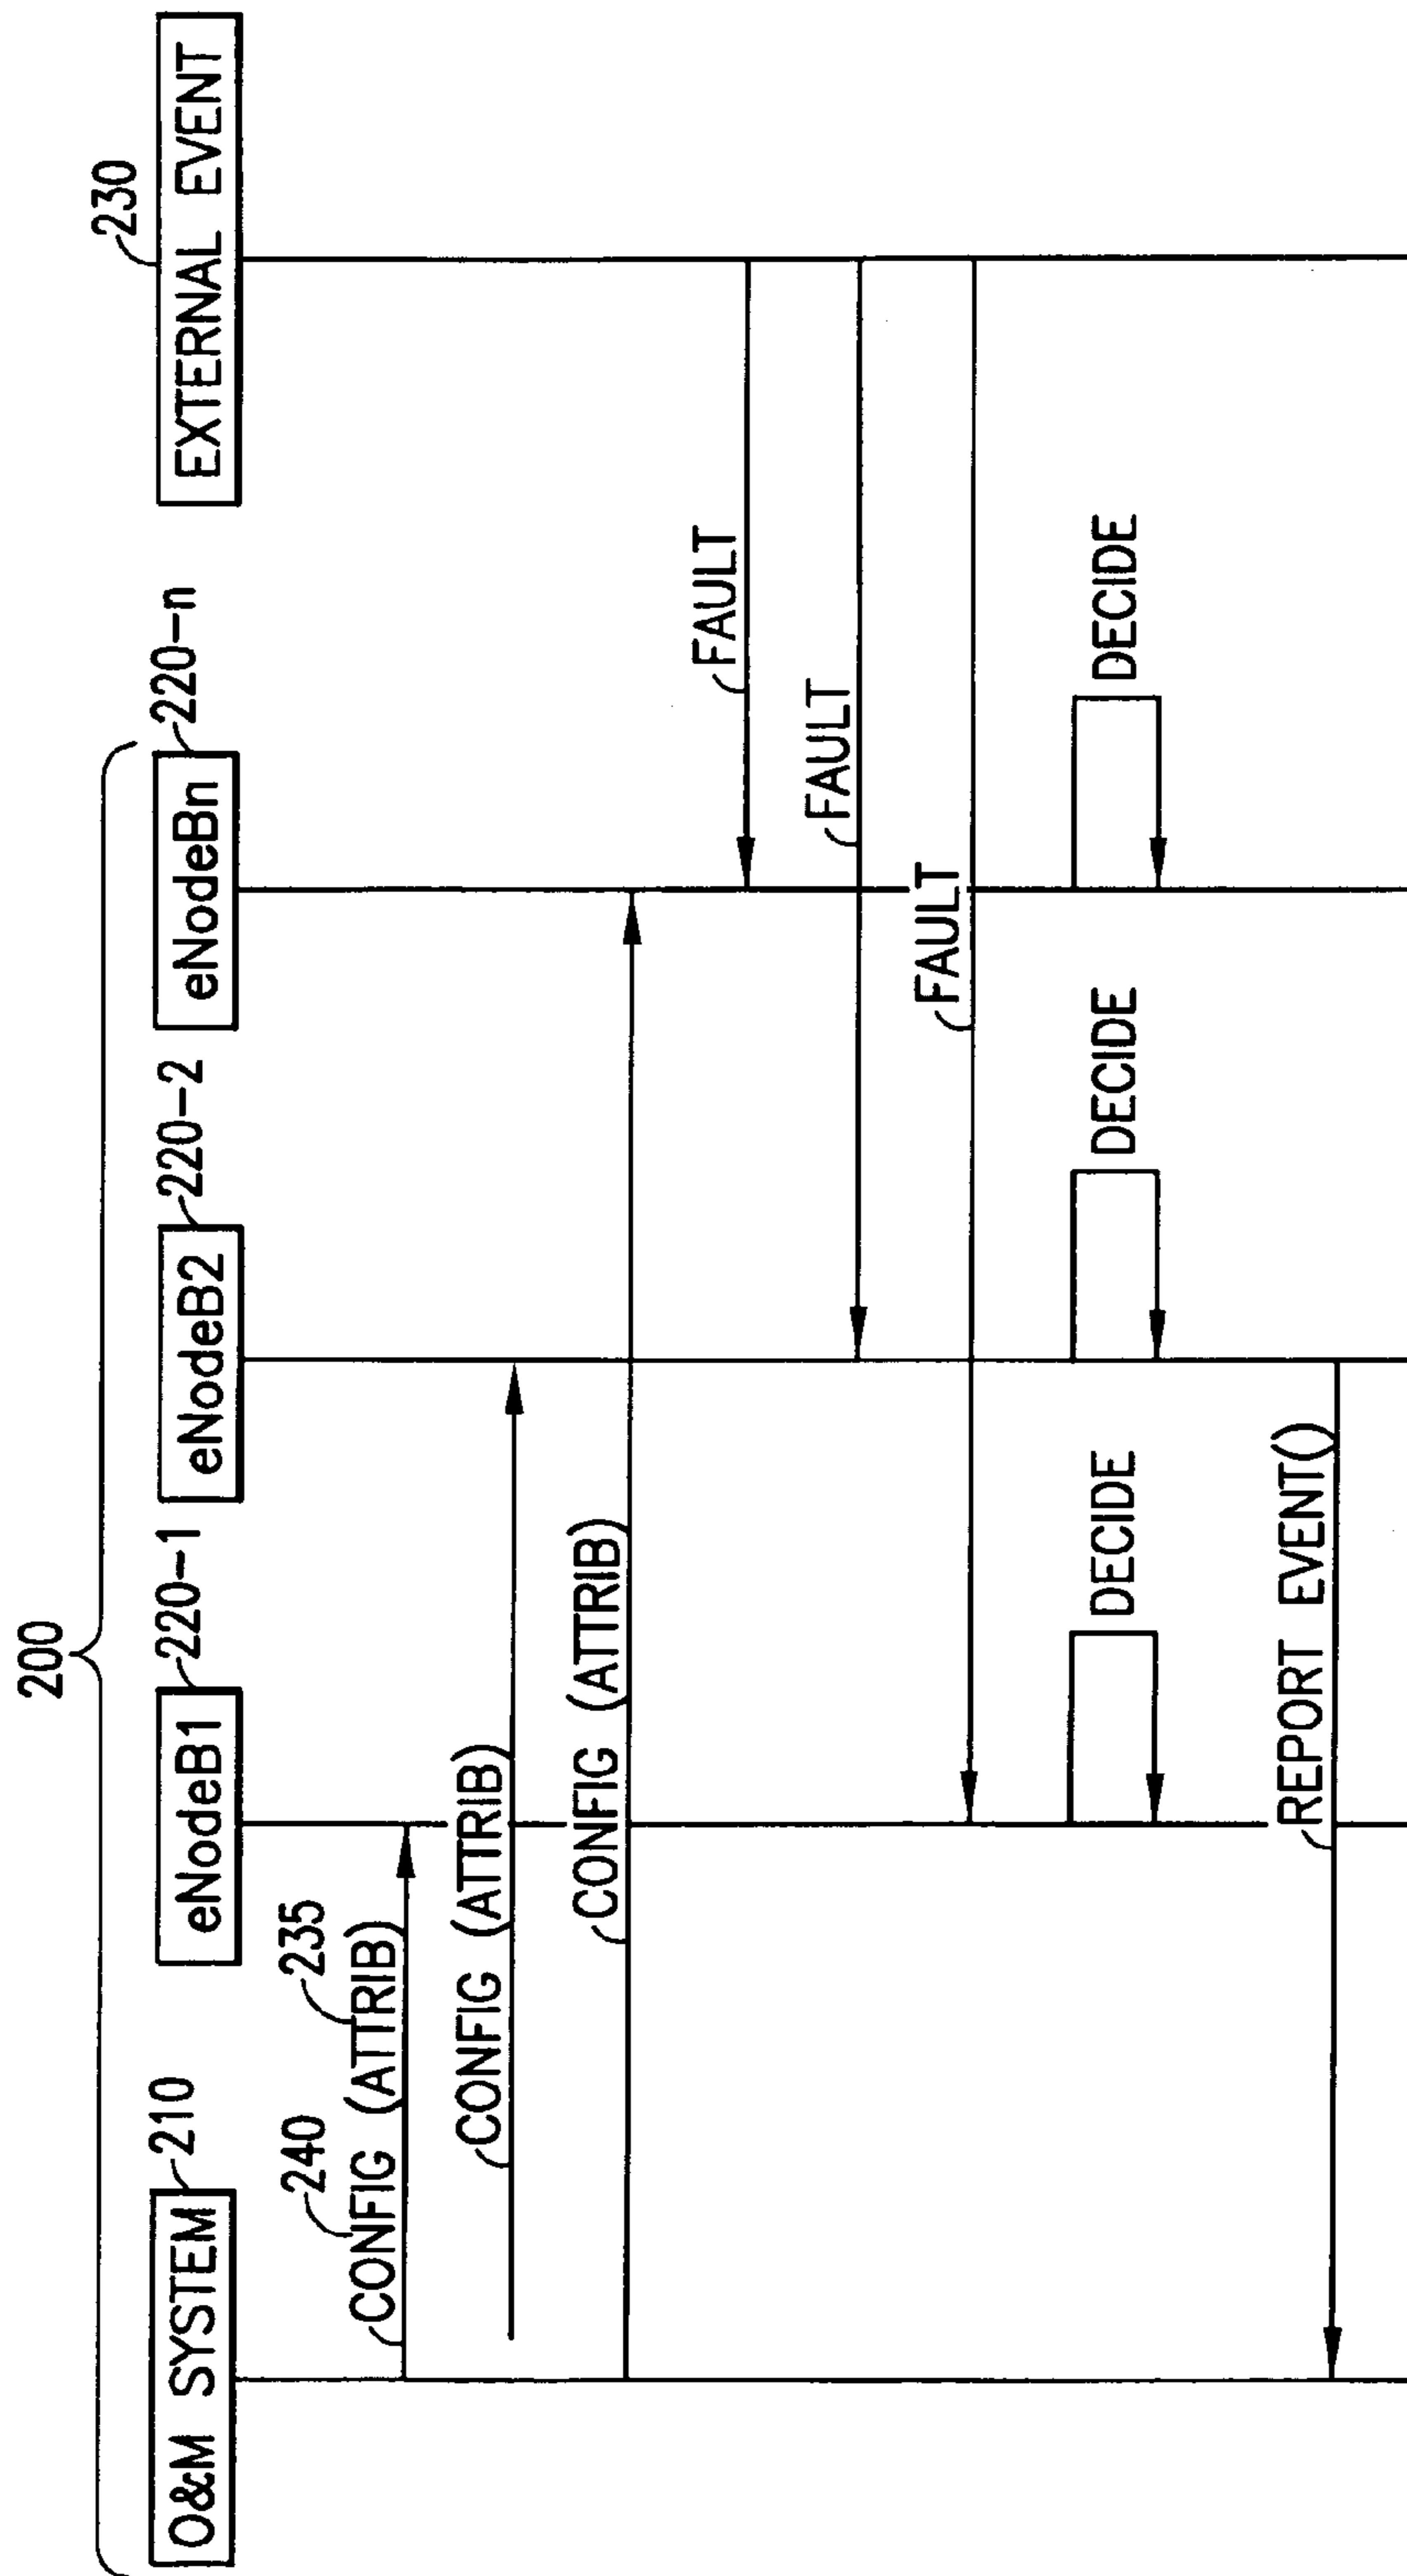 200
O&M SYSTEM
210
eNodeB1
220-1
eNodeB2
220-2
eNodeBn
220-n
EXTERNAL EVENT
230
240
235
CONFIG (ATTRIB)
CONFIG (ATTRIB)
CONFIG (ATTRIB)
FAULT
FAULT
FAULT
DECIDE
DECIDE
DECIDE
REPORT EVENT()